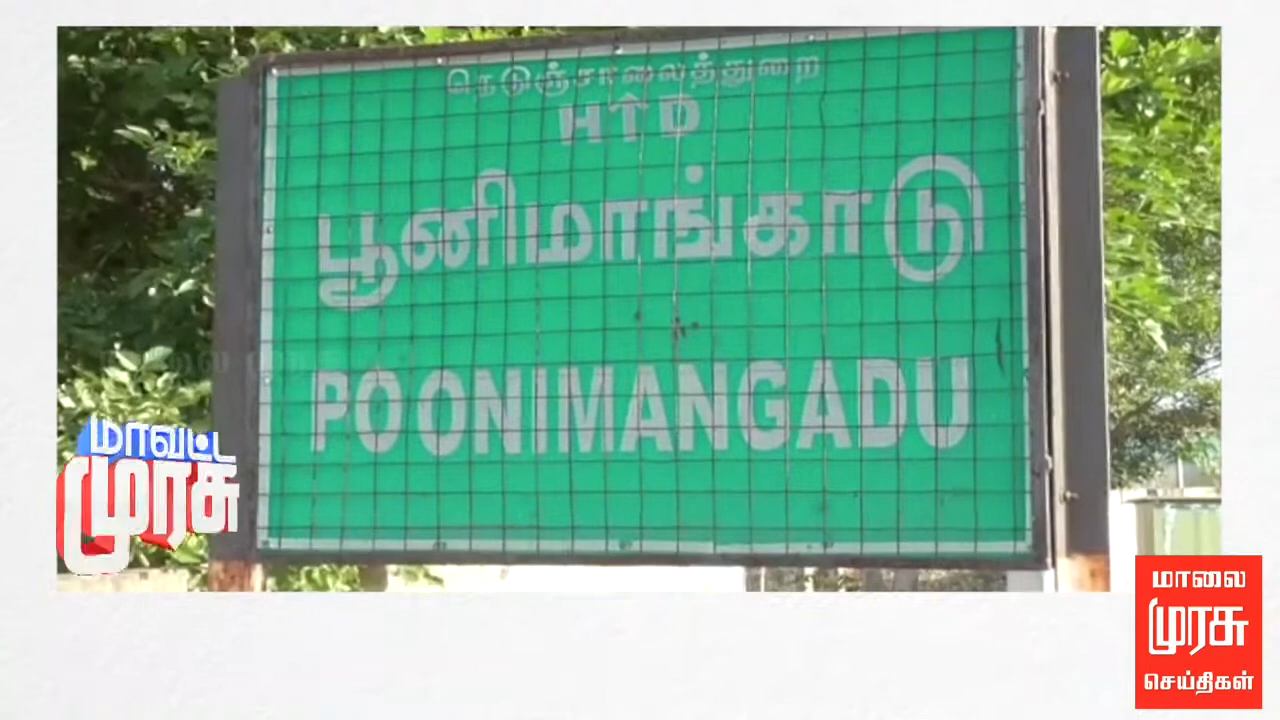 நெடுஞ்சாலைத்துறை
HTD
பூனிமாங்காடு
POONIMANGADU
மாவட்ட
முரசு
மாலை
முரசு
செய்திகள்